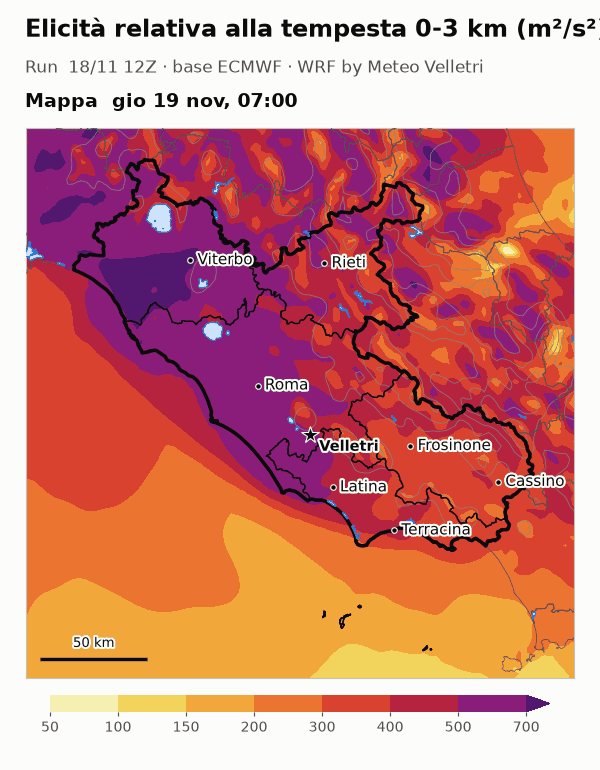 Elicità relativa alla tempesta 0-3 km (m²/s²)
Run 18/11 12Z · base ECMWF · WRF by Meteo Velletri
Mappa gio 19 nov, 07:00
Viterbo
Rieti
Roma
Velletri
Frosinone
Cassino
Latina
Terracina
50 km
50 100 150 200 300 400 500 700